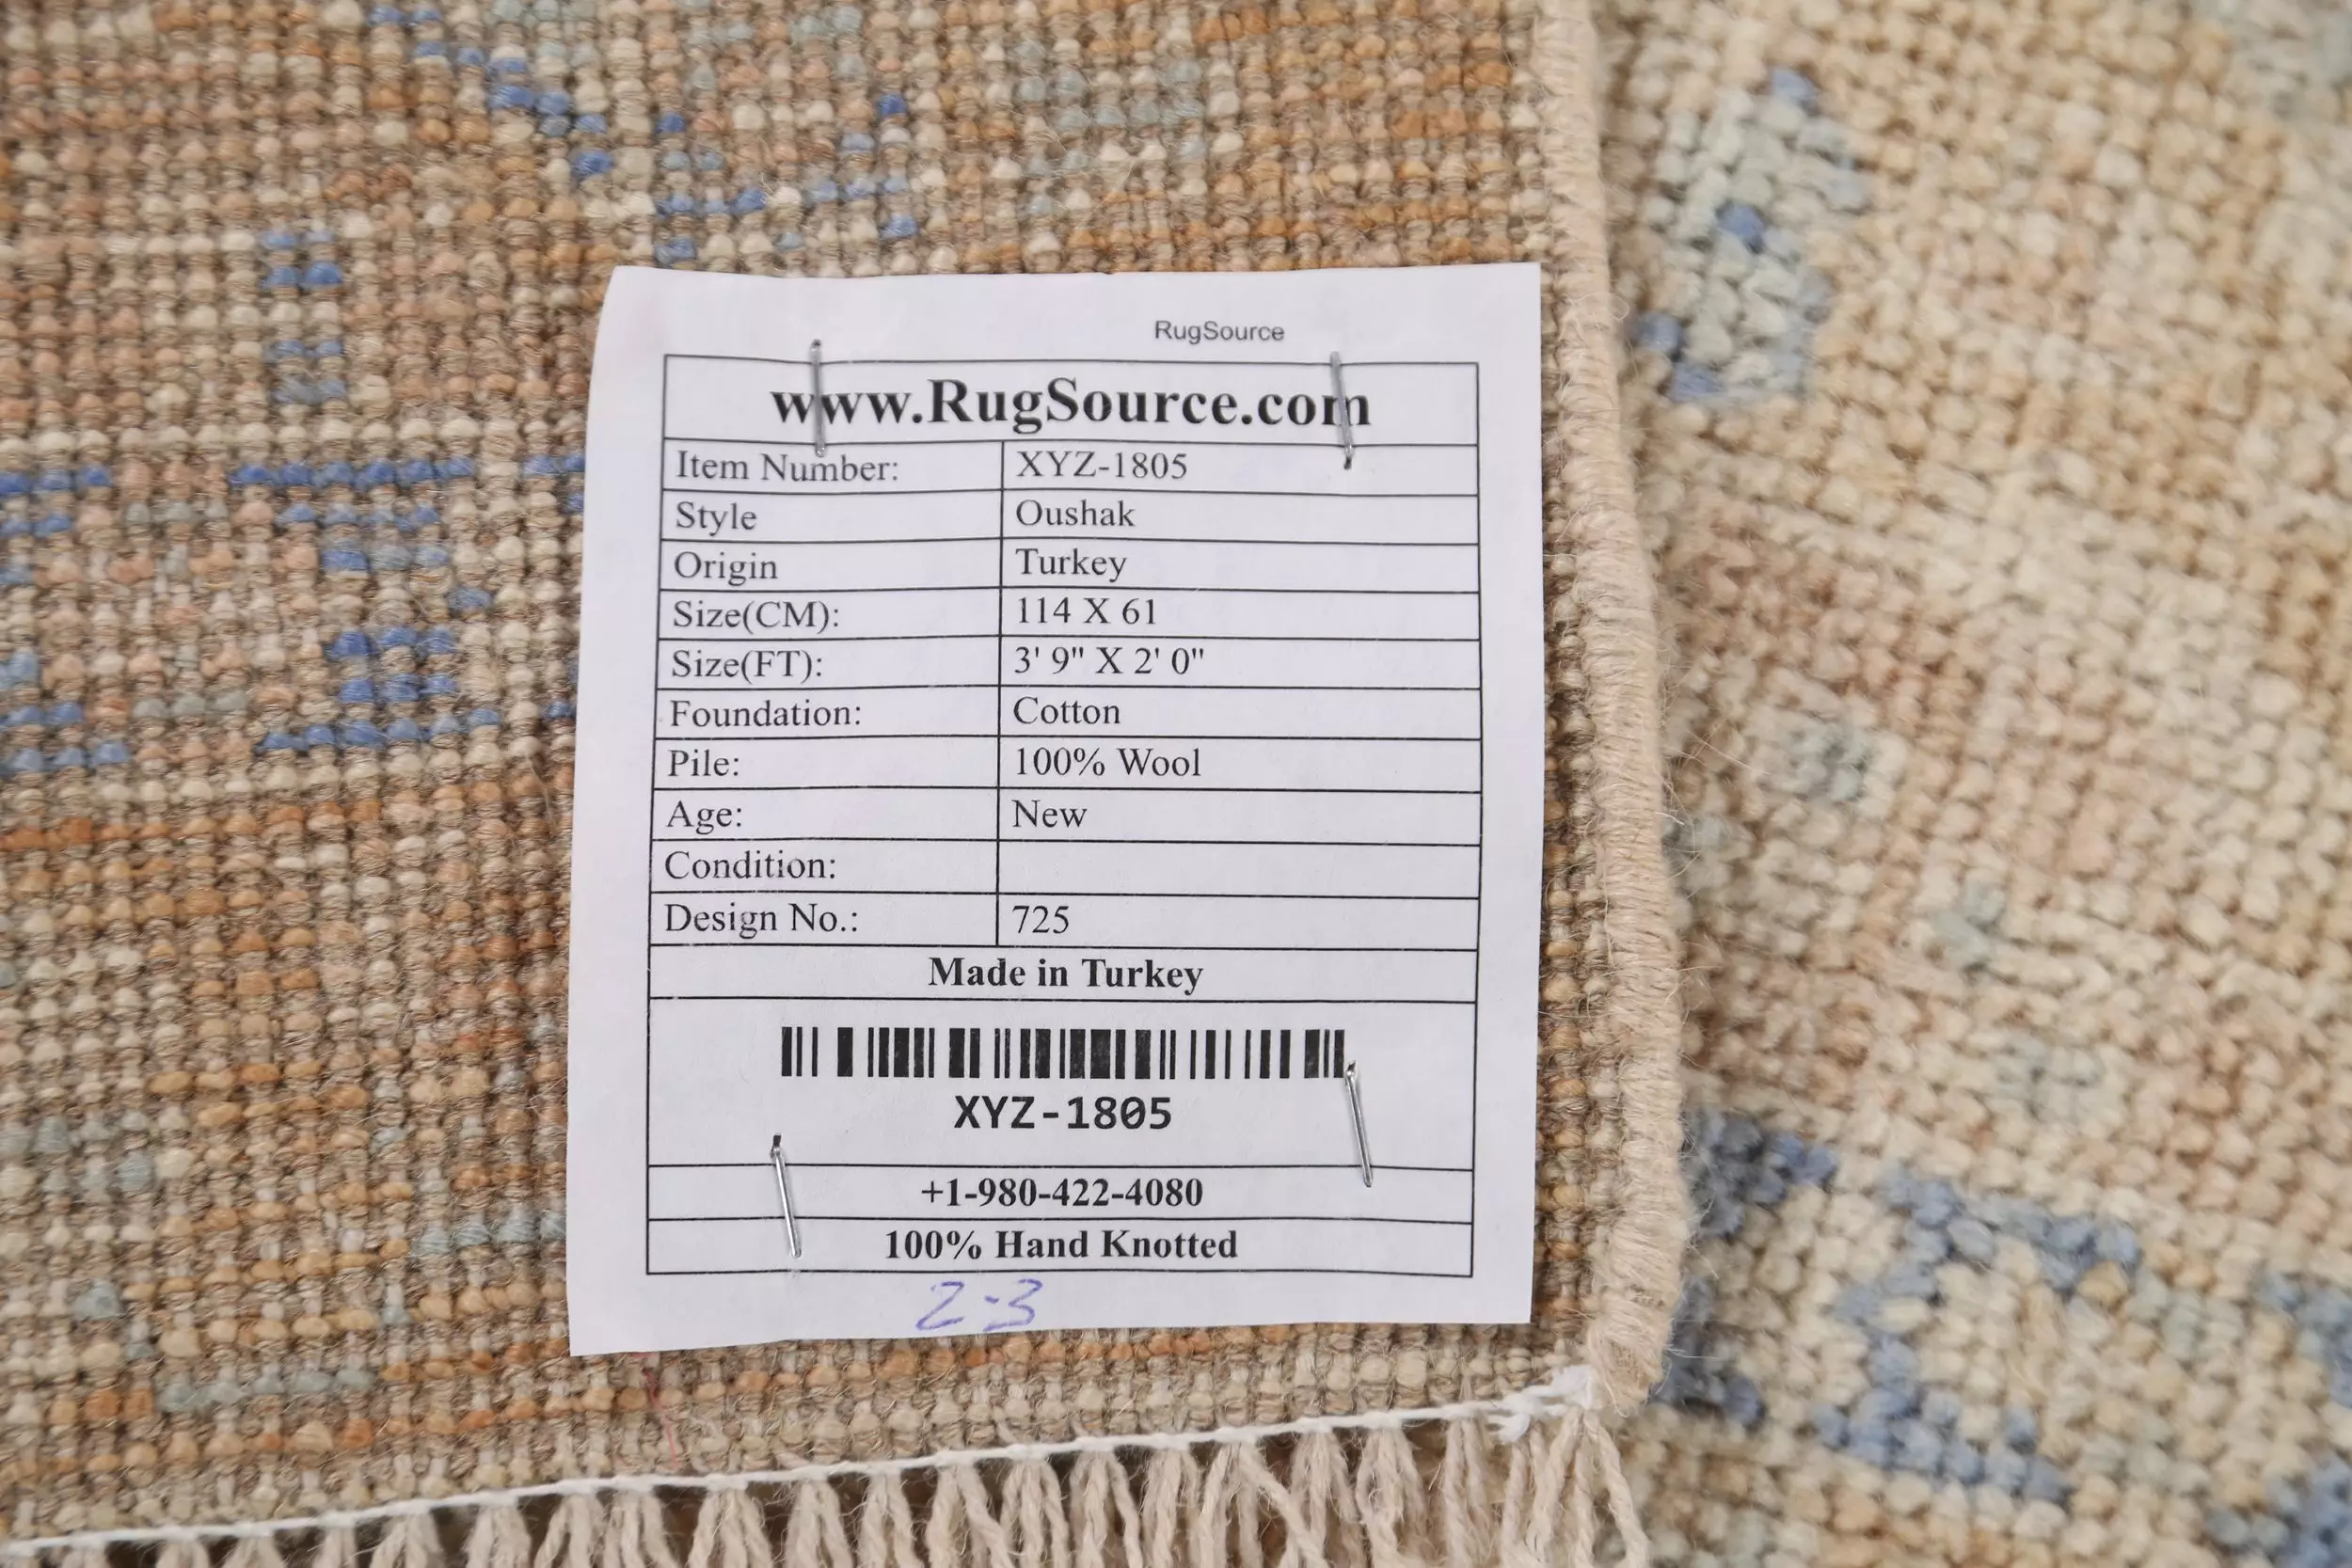 RugSource
www.RugSource.com
Item Number: XYZ-1805
Style Oushak
Origin Turkey
Size(CM): 114 X 61
Size(FT): 3' 9" X 2' 0"
Foundation: Cotton
Pile: 100% Wool
Age: New
Condition:
Design No.: 725
Made in Turkey
XYZ-1805
+1-980-422-4080
100% Hand Knotted
2-3